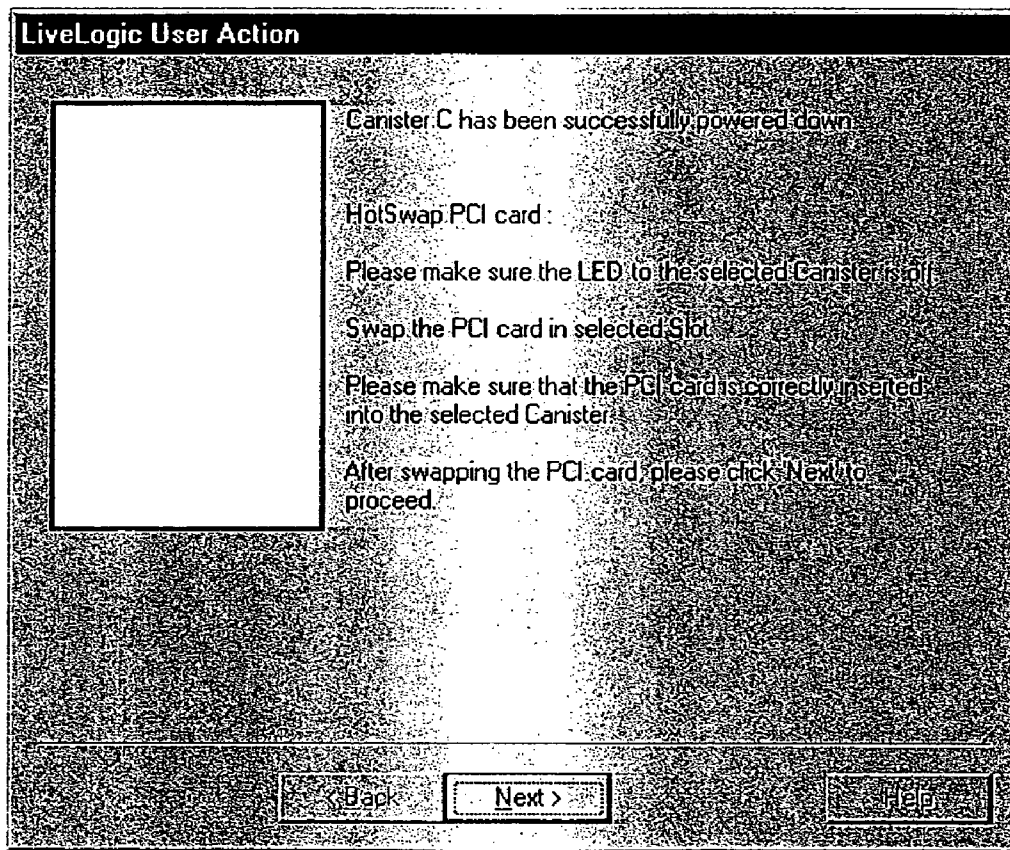 LiveLogic User Action
Canister C has been successfully powered down.
HotSwap PCI card :
Please make sure the LED to the selected Canister is off
Swap the PCI card in selected Slot
Please make sure that the PCI card is correctly inserted
into the selected Canister.
After swapping the PCI card, please click 'Next' to
proceed.
< Back
Next >
Help